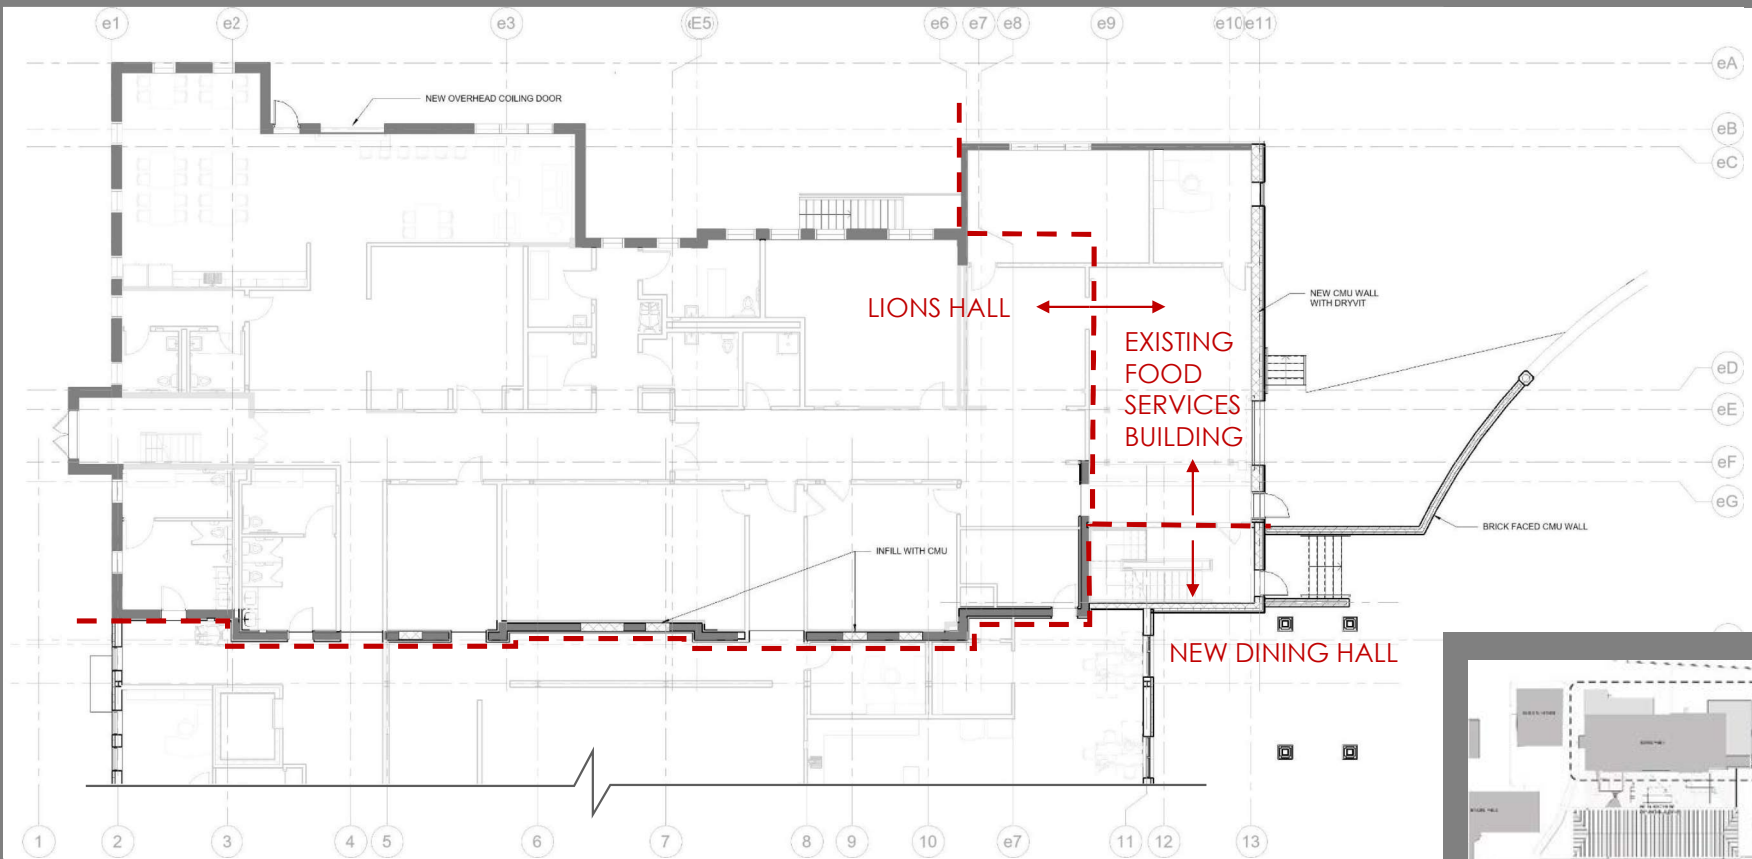 e1
e2
e3
e6
e7
e8
e9
e10
e11
eA
eB
eC
NEW OVERHEAD COILING DOOR
LIONS HALL
EXISTING
FOOD
SERVICES
BUILDING
NEW CMU WALL
WITH DRYVIT
eD
eE
eF
eG
BRICK FACED CMU WALL
INFILL WITH CMU
NEW DINING HALL
1
2
3
4
5
6
7
8
9
10
e7
11
12
13